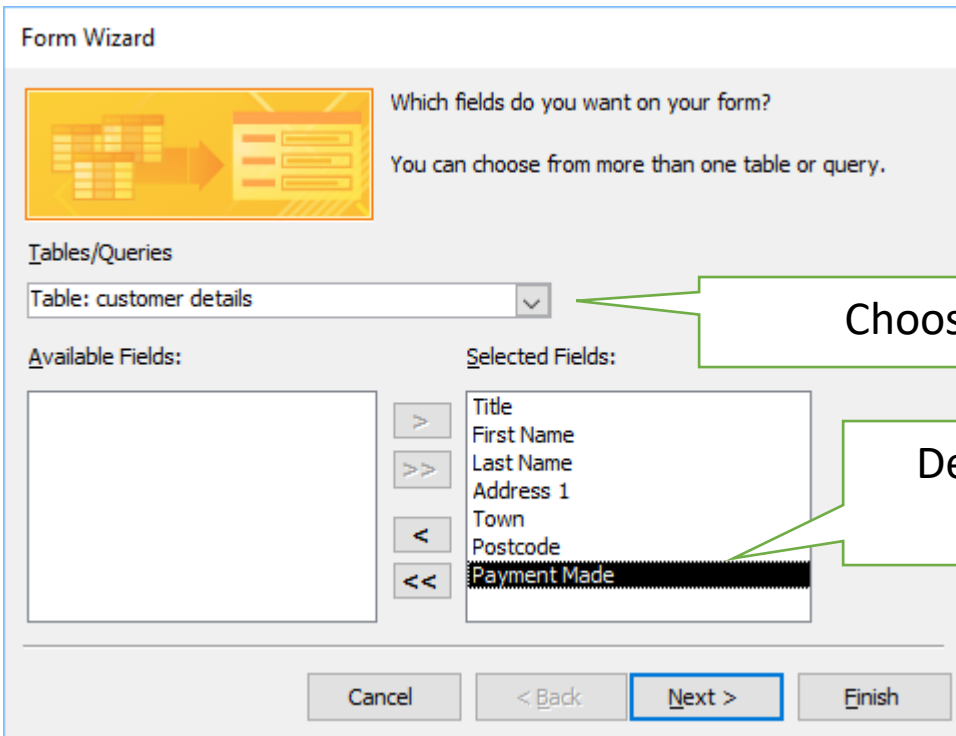 Form Wizard
Which fields do you want on your form?
You can choose from more than one table or query.
Tables/Queries
Table: customer details
Choos
Available Fields:
Selected Fields:
>
>>
<
<<
Title
First Name
Last Name
Address 1
Town
Postcode
Payment Made
De
Cancel
< Back
Next >
Finish